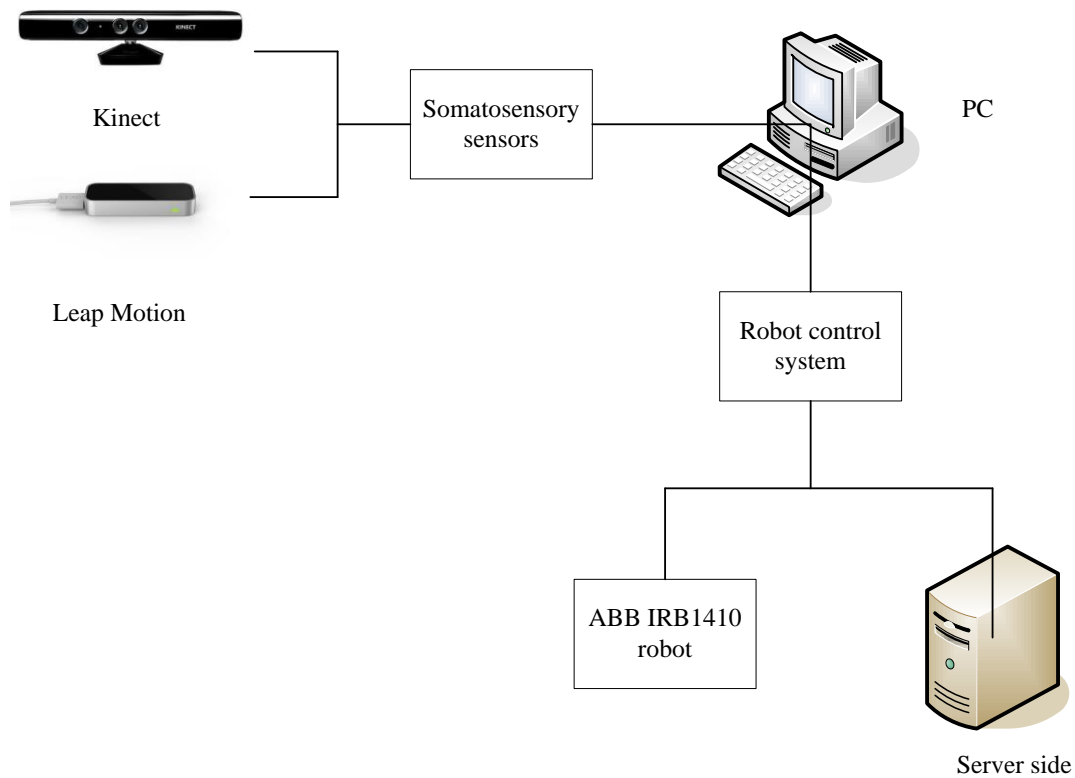 KINECT
Kinect
Somatosensory
sensors
PC
Leap Motion
Robot control
system
ABB IRB1410
robot
Server side